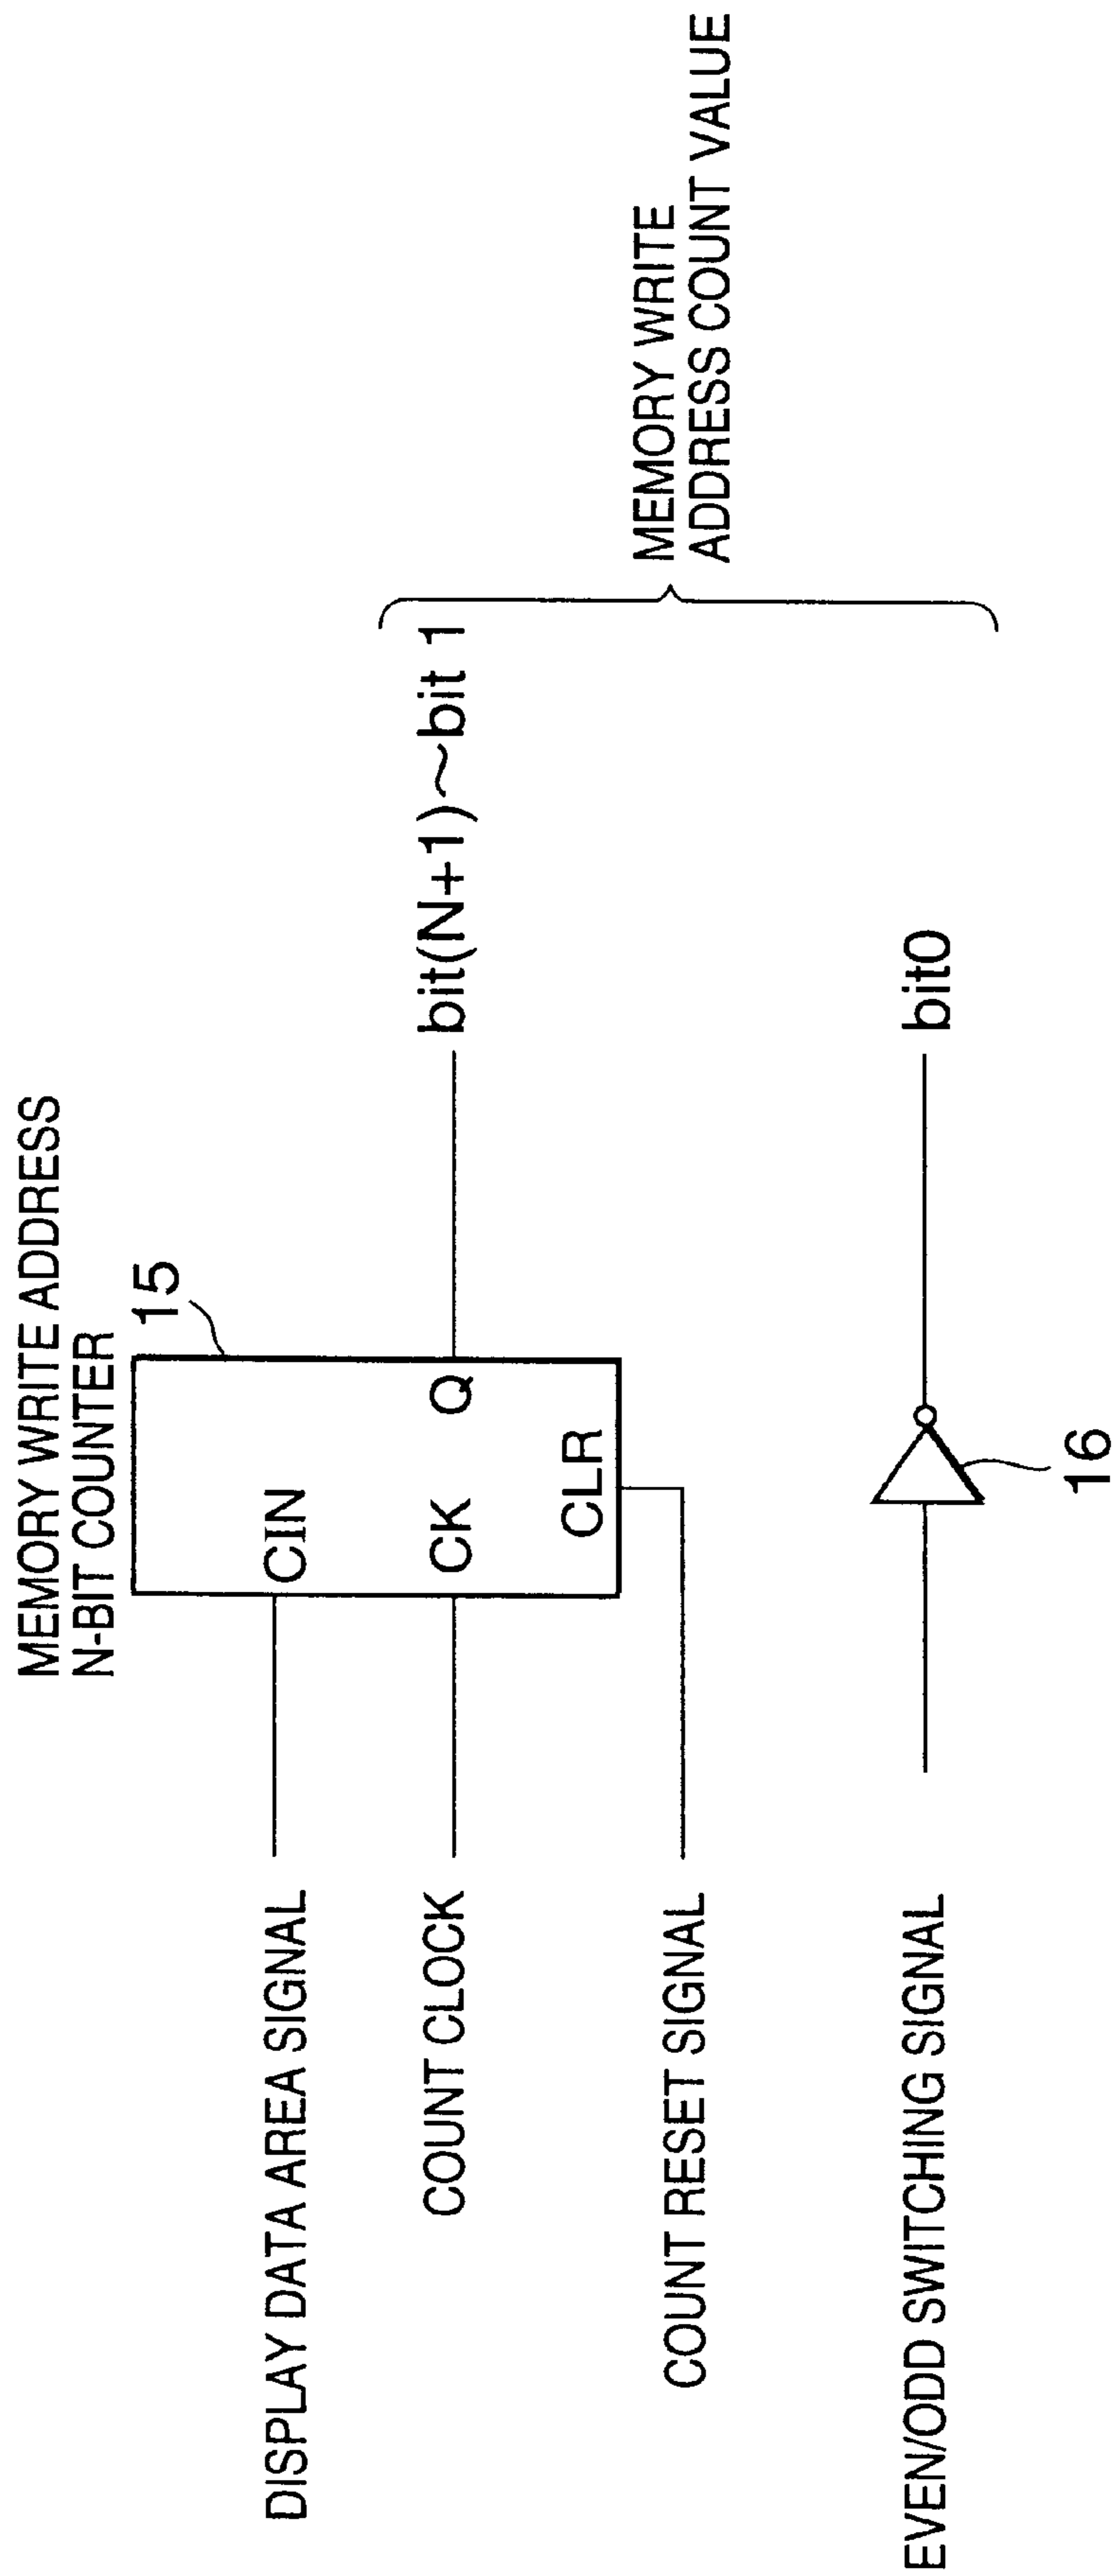 MEMORY WRITE ADDRESS
N-BIT COUNTER
15
DISPLAY DATA AREA SIGNAL
CIN
COUNT CLOCK
CK
Q
bit(N+1)~bit 1
CLR
COUNT RESET SIGNAL
MEMORY WRITE
ADDRESS COUNT VALUE
EVEN/ODD SWITCHING SIGNAL
bit0
16